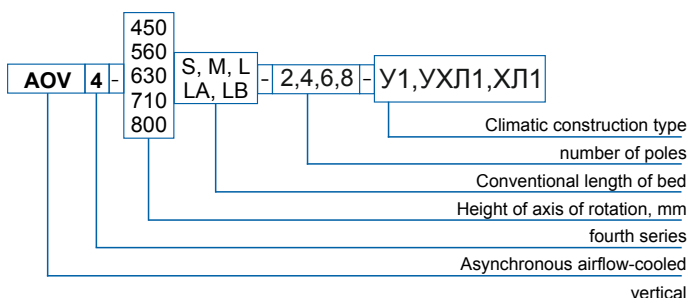 450
560
630
710
800
AOV 4 - S, M, L - 2,4,6,8 - У1,УХЛ1,ХЛ1
LA, LB
Climatic construction type
number of poles
Conventional length of bed
Height of axis of rotation, mm
fourth series
Asynchronous airflow-cooled
vertical